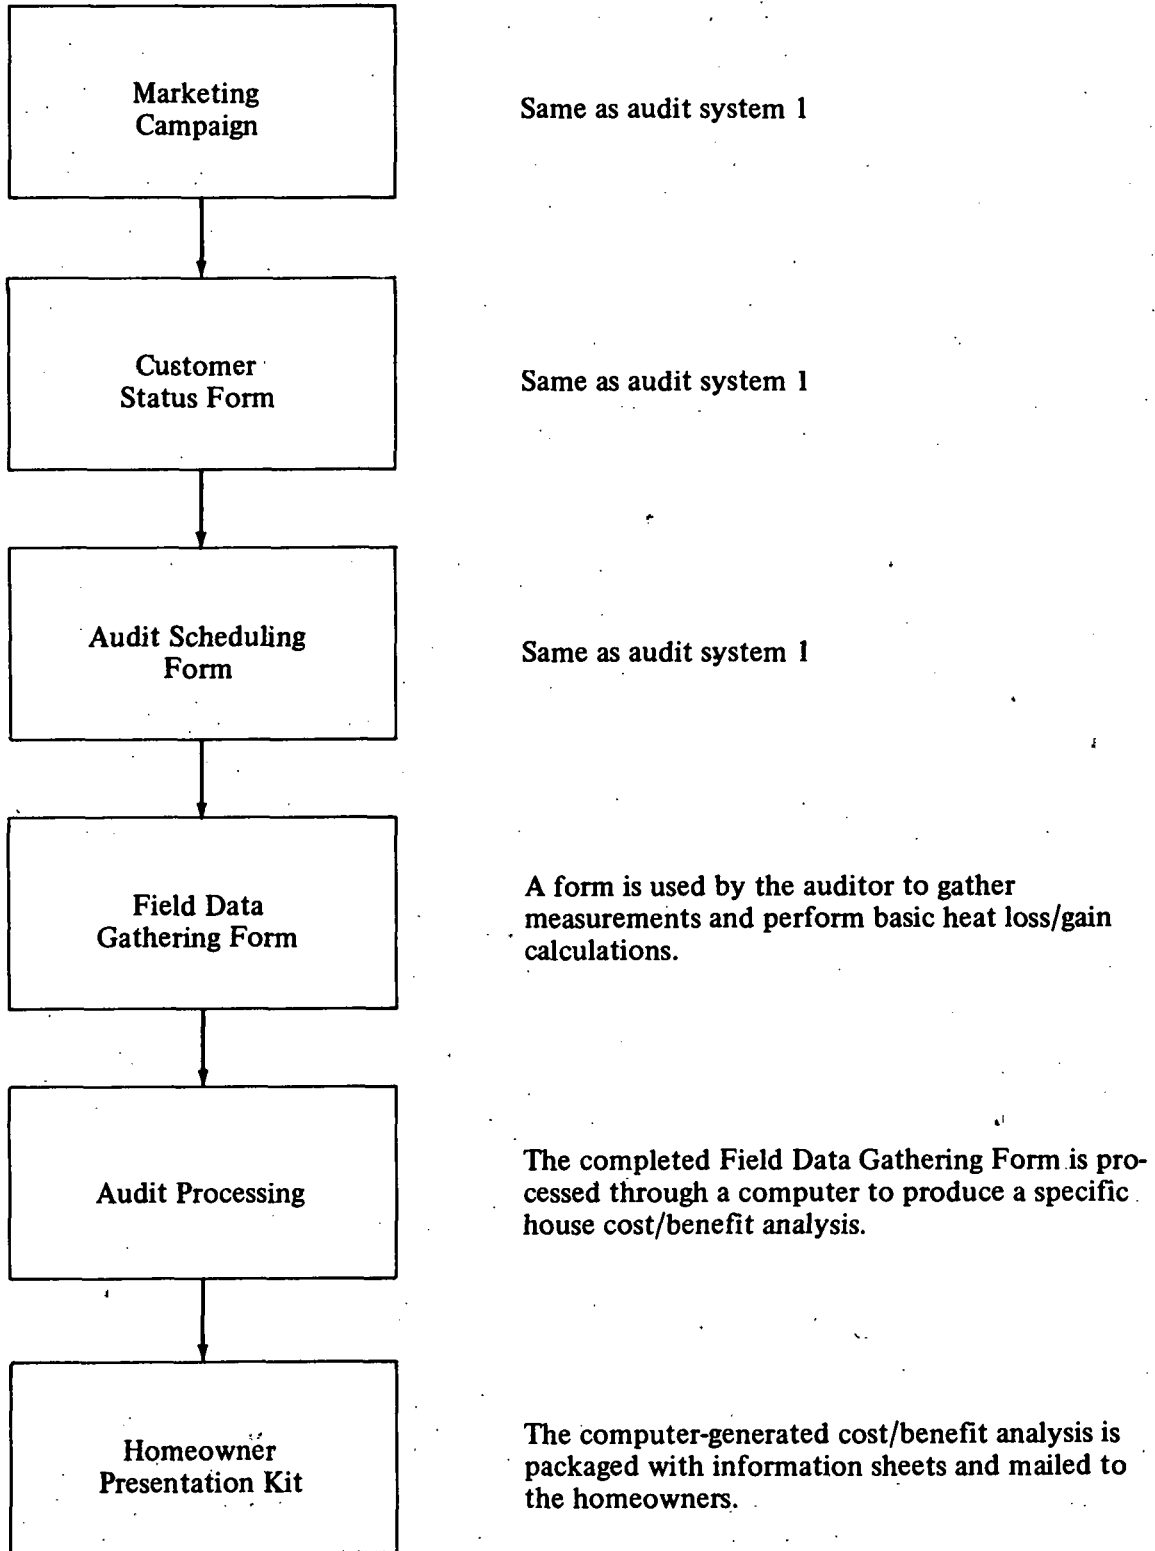 Marketing
Campaign
Same as audit system 1
Customer
Status Form
Same as audit system 1
Audit Scheduling
Form
Same as audit system 1
Field Data
Gathering Form
A form is used by the auditor to gather
measurements and perform basic heat loss/gain
calculations.
Audit Processing
The completed Field Data Gathering Form is pro-
cessed through a computer to produce a specific
house cost/benefit analysis.
Homeowner
Presentation Kit
The computer-generated cost/benefit analysis is
packaged with information sheets and mailed to
the homeowners.